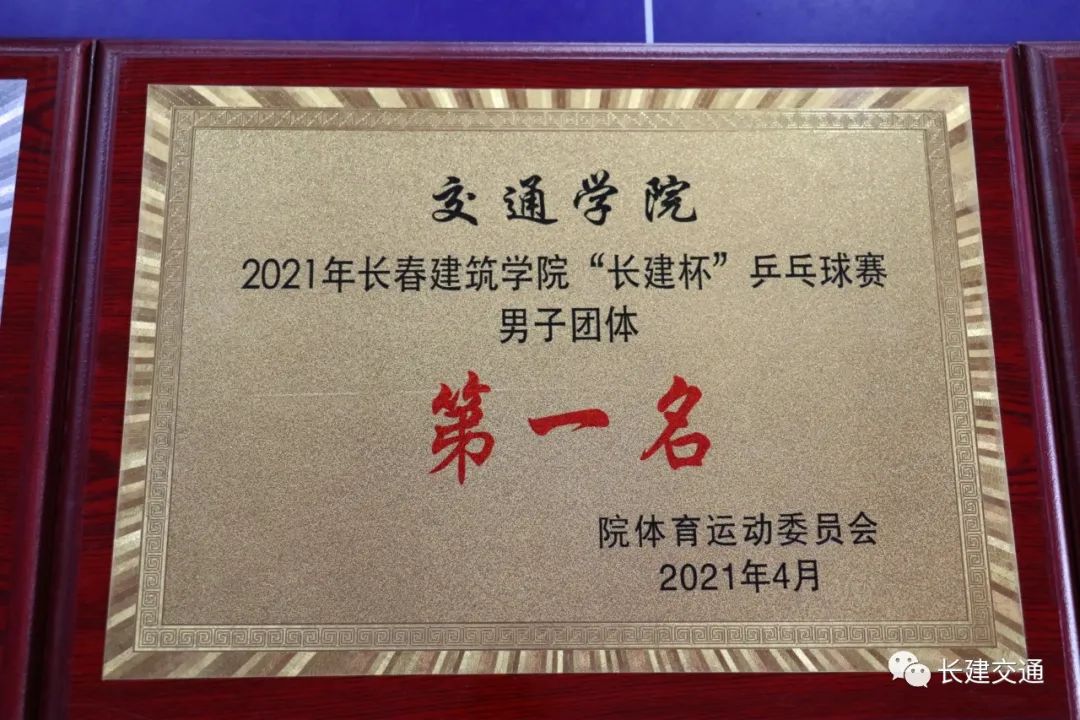 交通学院
2021年长春建筑学院“长建杯”乒乓球赛
男子团体
第一名
院体育运动委员会
2021年4月
长建交通